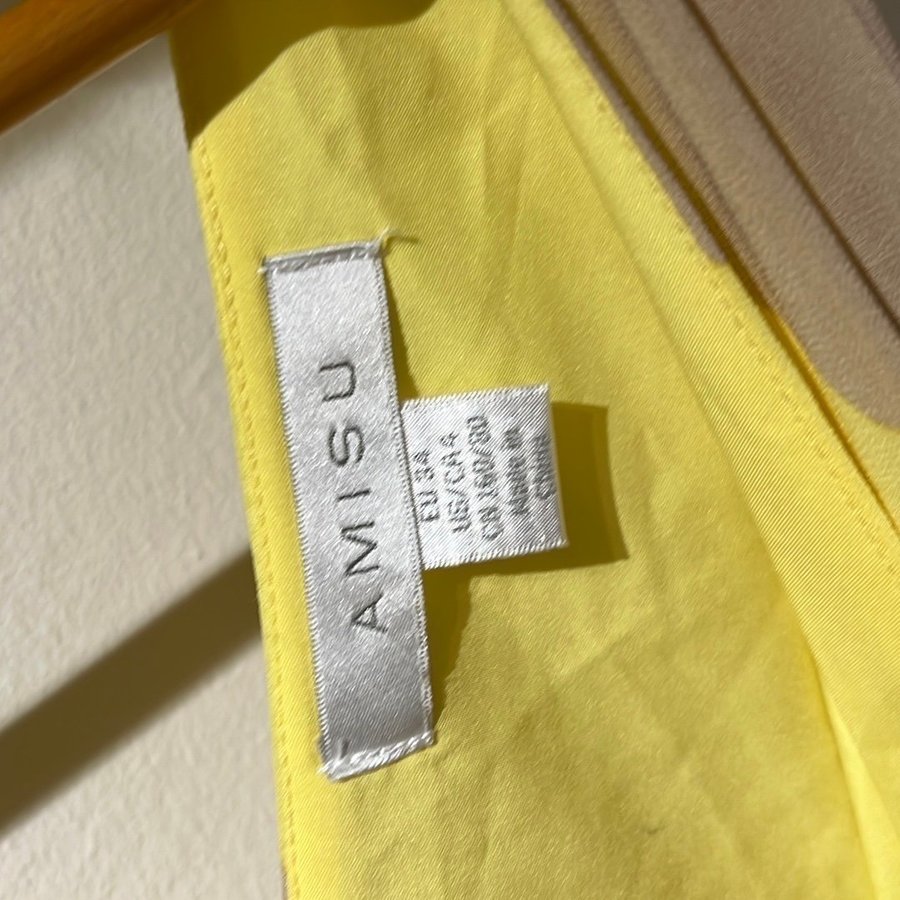 AMISU
EU 34
US/CA 4
CN 160/80
Made in
China